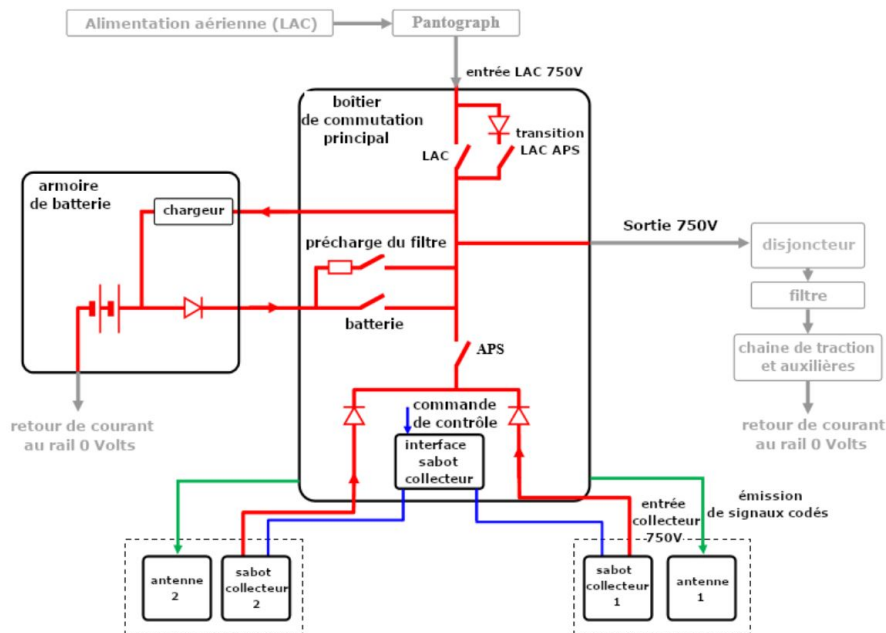 Alimentation aérienne (LAC)
Pantograph
entrée LAC 750V
boîtier
de commutation
principal
transition
LAC APS
LAC
armoire
de batterie
chargeur
Sortie 750V
précharge du filtre
disjoncteur
filtre
batterie
APS
chaine de traction
et auxilières
retour de courant
au rail 0 Volts
commande
de contrôle
retour de courant
au rail 0 Volts
interface
sabot
collecteur
entrée
collecteur
750V
émission
de signaux codés
antenne
2
sabot
collecteur
2
sabot
collecteur
1
antenne
1